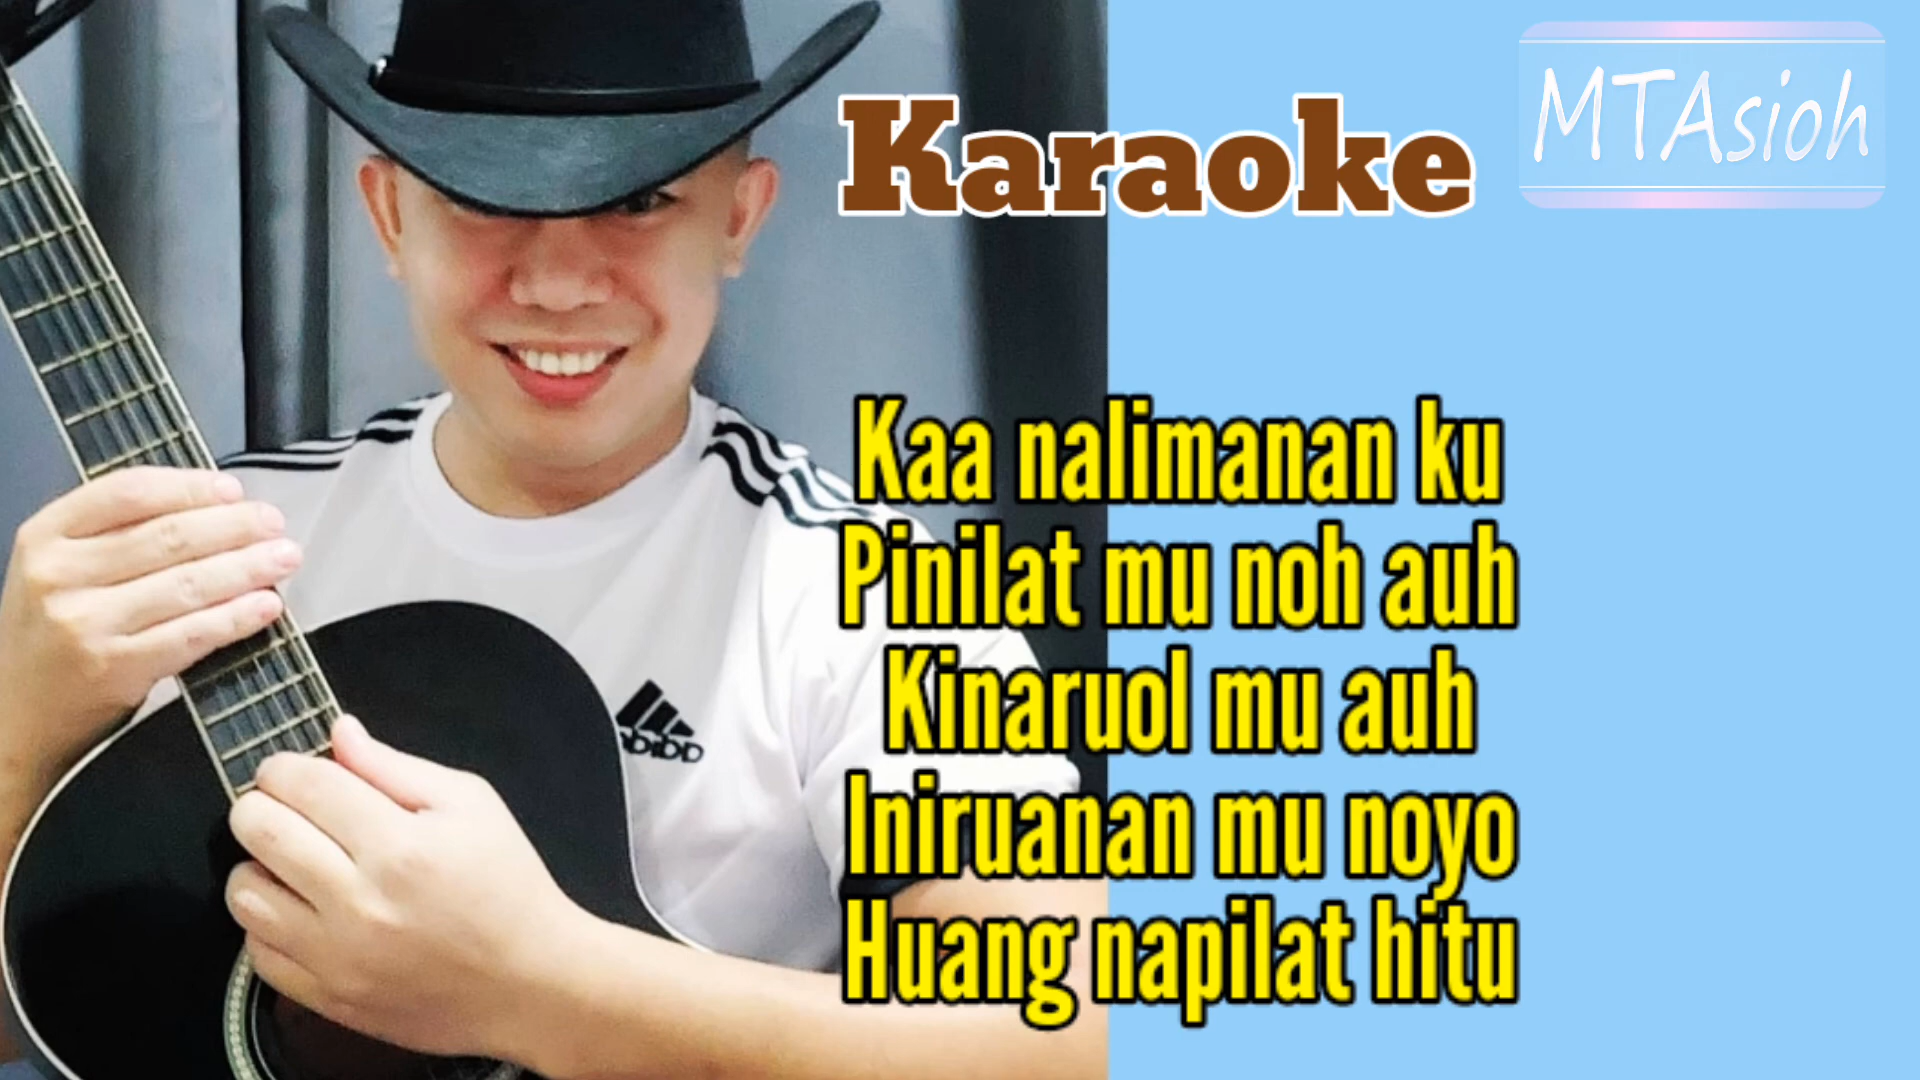 Karaoke
MTAsioh
Kaa nalimanan ku
Pinilat mu noh auh
Kinaruol mu auh
Iniruanan mu noyo
Huang napilat hitu